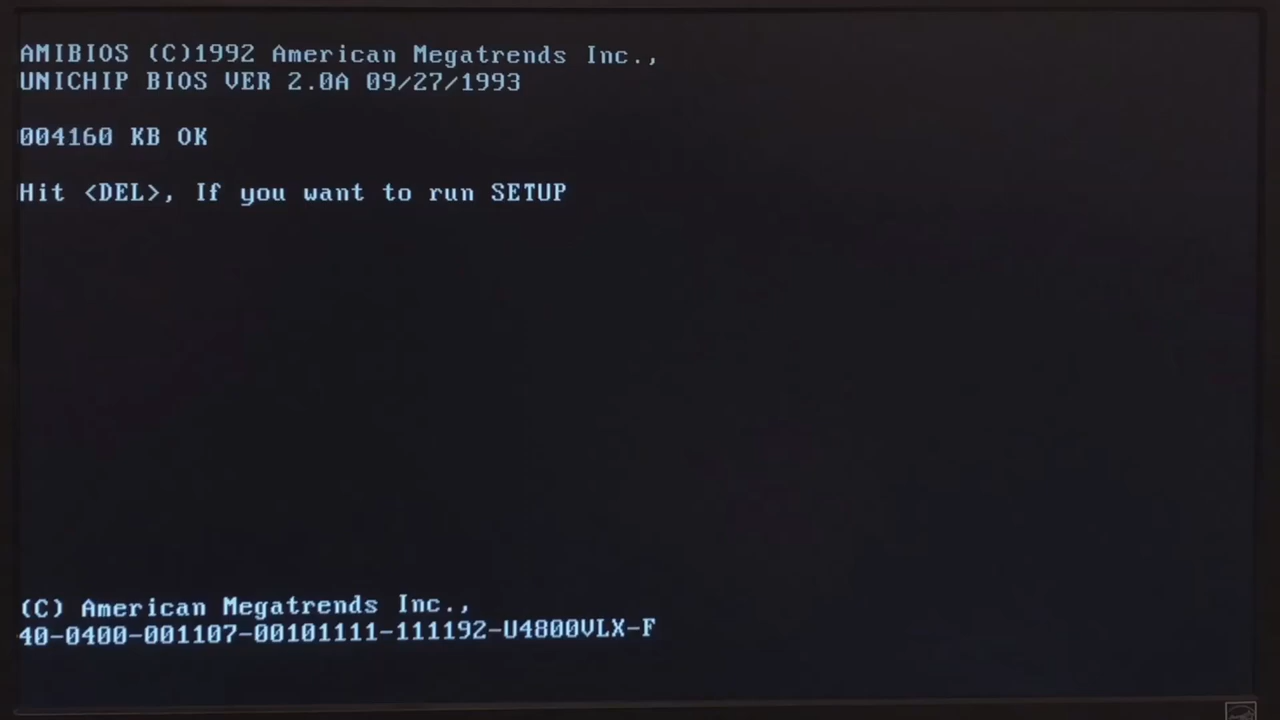 AMIBIOS (C)1992 American Megatrends Inc.,
UNICHIP BIOS VER 2.0A 09/27/1993
004160 KB OK
Hit <DEL>, If you want to run SETUP
(C) American Megatrends Inc.,
40-0400-001107-00101111-111192-U4800VLX-F